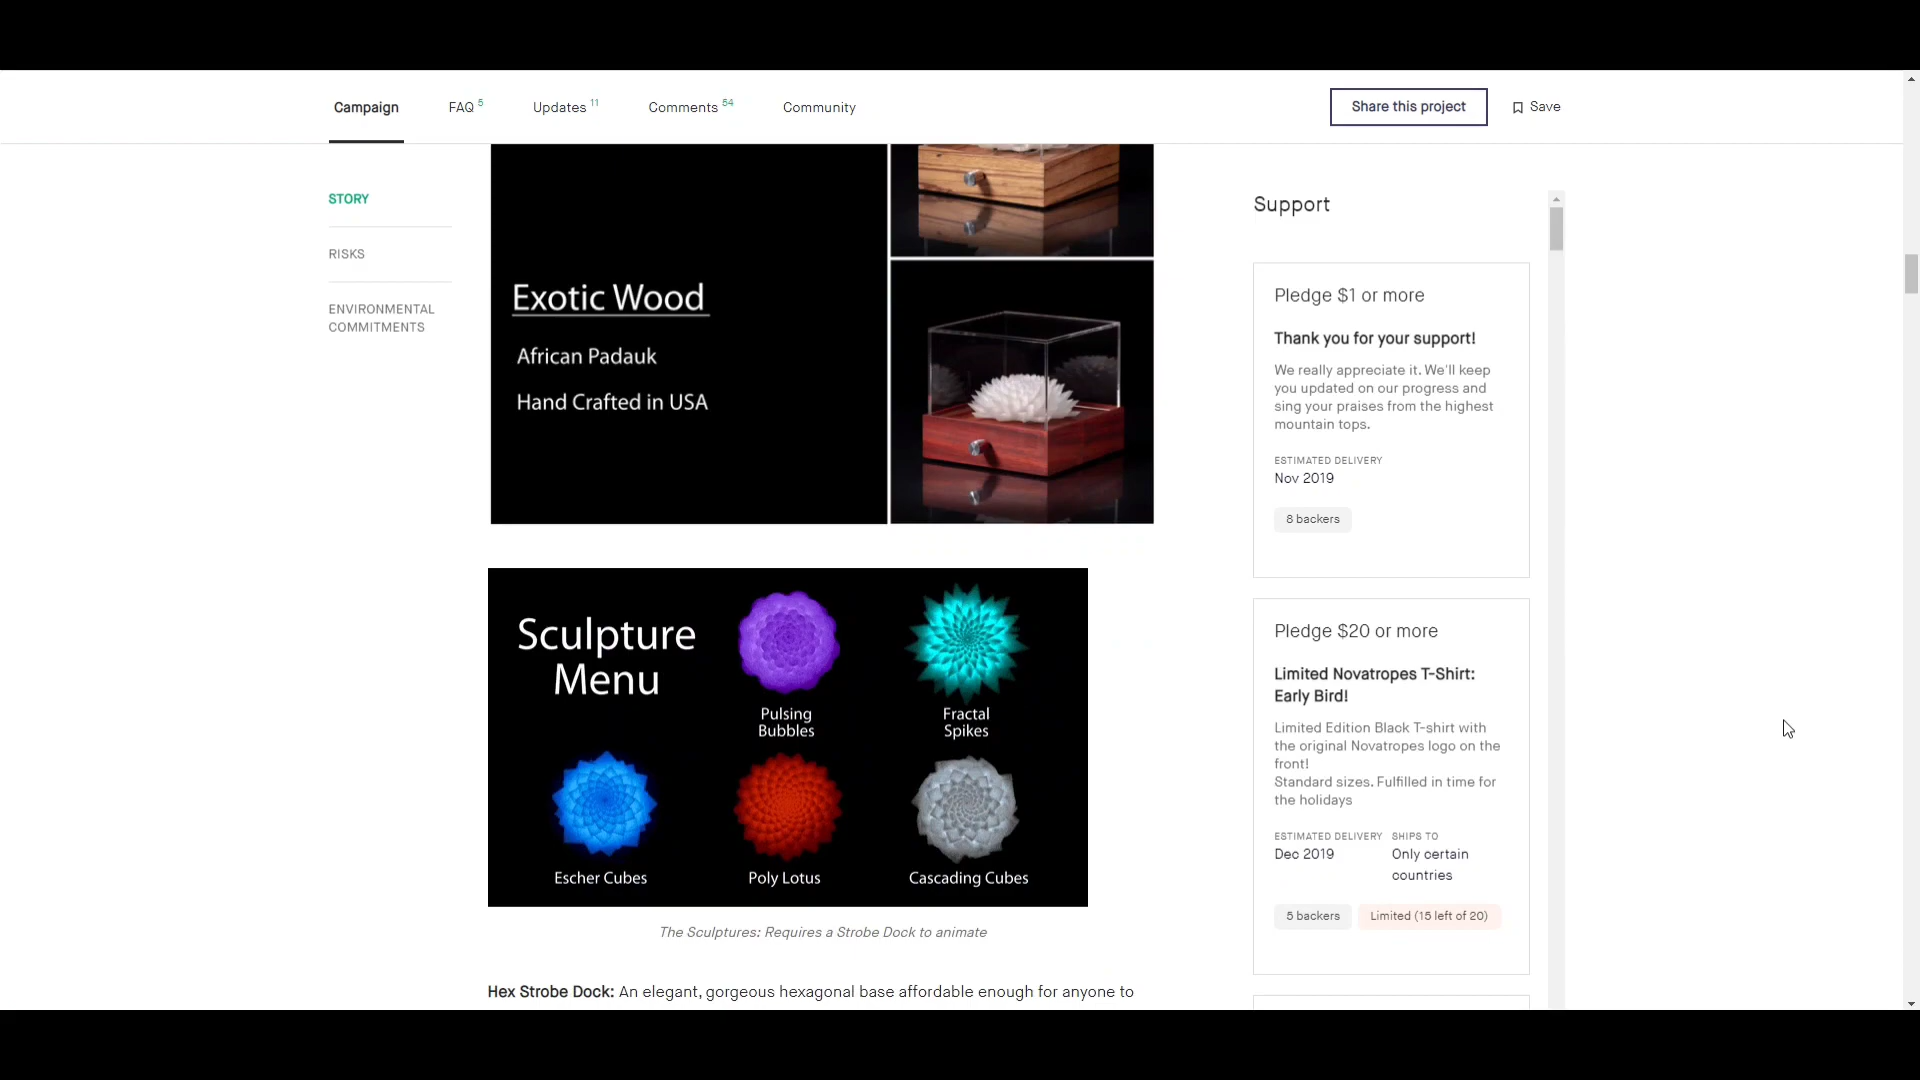 Campaign
FAQ 5
Updates 11
Comments 54
Community
Share this project
Save
STORY
RISKS
ENVIRONMENTAL
COMMITMENTS
Exotic Wood
African Padauk
Hand Crafted in USA
Sculpture
Menu
Pulsing
Bubbles
Fractal
Spikes
Escher Cubes
Poly Lotus
Cascading Cubes
The Sculptures: Requires a Strobe Dock to animate
Hex Strobe Dock: An elegant, gorgeous hexagonal base affordable enough for anyone to
Support
Pledge $1 or more
Thank you for your support!
We really appreciate it. We'll keep
you updated on our progress and
sing your praises from the highest
mountain tops.
ESTIMATED DELIVERY
Nov 2019
8 backers
Pledge $20 or more
Limited Novatropes T-Shirt:
Early Bird!
Limited Edition Black T-shirt with
the original Novatropes logo on the
front!
Standard sizes. Fulfilled in time for
the holidays
ESTIMATED DELIVERY
Dec 2019
SHIPS TO
Only certain
countries
5 backers
Limited (15 left of 20)